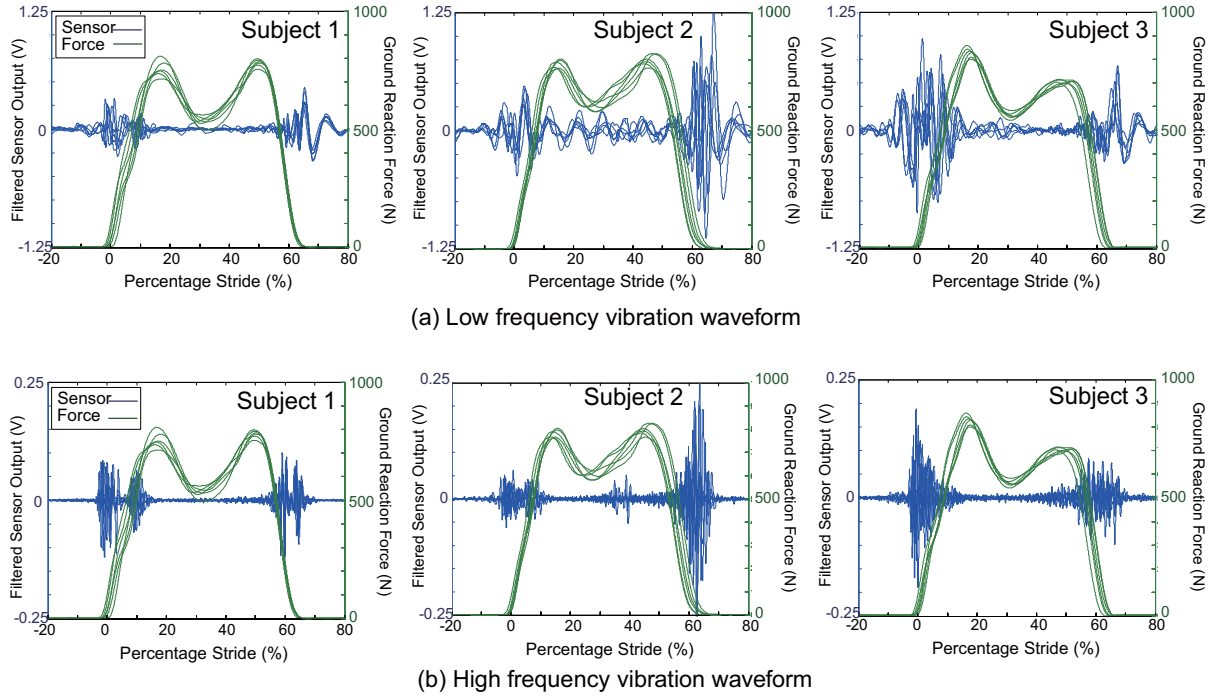 1.25
0
-1.25
Filtered Sensor Output (V)
Sensor
Force
Subject 1
1000
500
0
Ground Reaction Force (N)
-20 0 20 40 60 80
Percentage Stride (%)
1.25
0
-1.25
Filtered Sensor Output (V)
Subject 2
1000
500
0
Ground Reaction Force (N)
-20 0 20 40 60 80
Percentage Stride (%)
1.25
0
-1.25
Filtered Sensor Output (V)
Subject 3
1000
500
0
Ground Reaction Force (N)
-20 0 20 40 60 80
Percentage Stride (%)
(a) Low frequency vibration waveform
0.25
0
-0.25
Filtered Sensor Output (V)
Sensor
Force
Subject 1
1000
500
0
Ground Reaction Force (N)
-20 0 20 40 60 80
Percentage Stride (%)
0.25
0
-0.25
Filtered Sensor Output (V)
Subject 2
1000
500
0
Ground Reaction Force (N)
-20 0 20 40 60 80
Percentage Stride (%)
0.25
0
-0.25
Filtered Sensor Output (V)
Subject 3
1000
500
0
Ground Reaction Force (N)
-20 0 20 40 60 80
Percentage Stride (%)
(b) High frequency vibration waveform